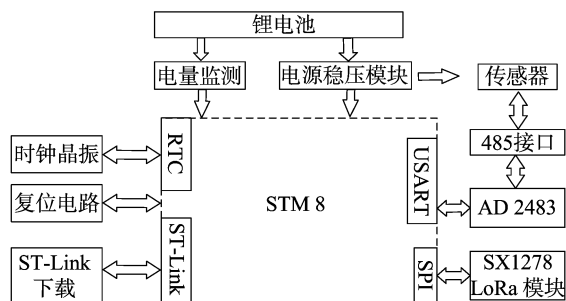 锂电池
电量监测
电源稳压模块
传感器
时钟晶振
RTC
485接口
USART
复位电路
STM 8
AD 2483
ST-Link
下载
ST-Link
SPI
SX1278
LoRa 模块